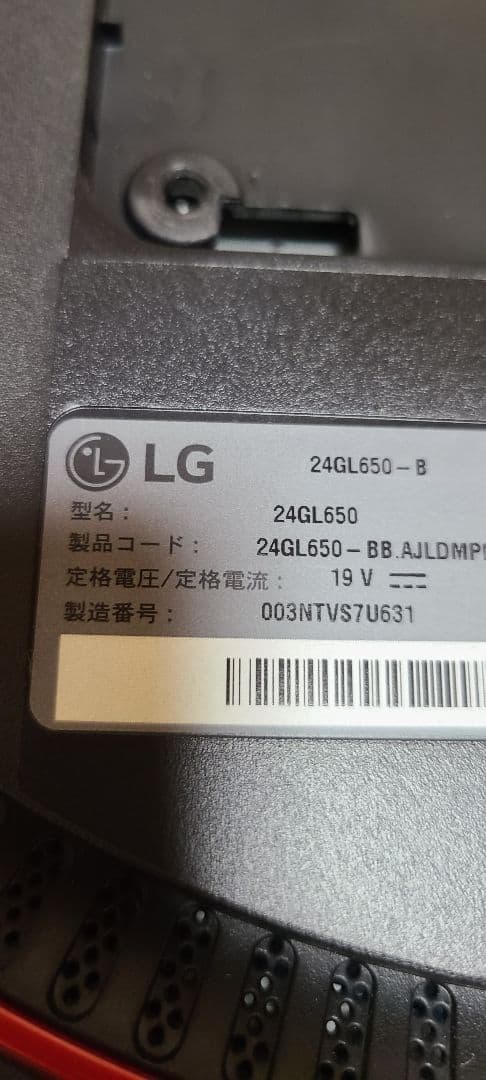 LG 24GL650-B
型名: 24GL650
製品コード: 24GL650-BB.AJLDMP
定格電圧/定格電流: 19 V
製造番号: 003NTVS7U631